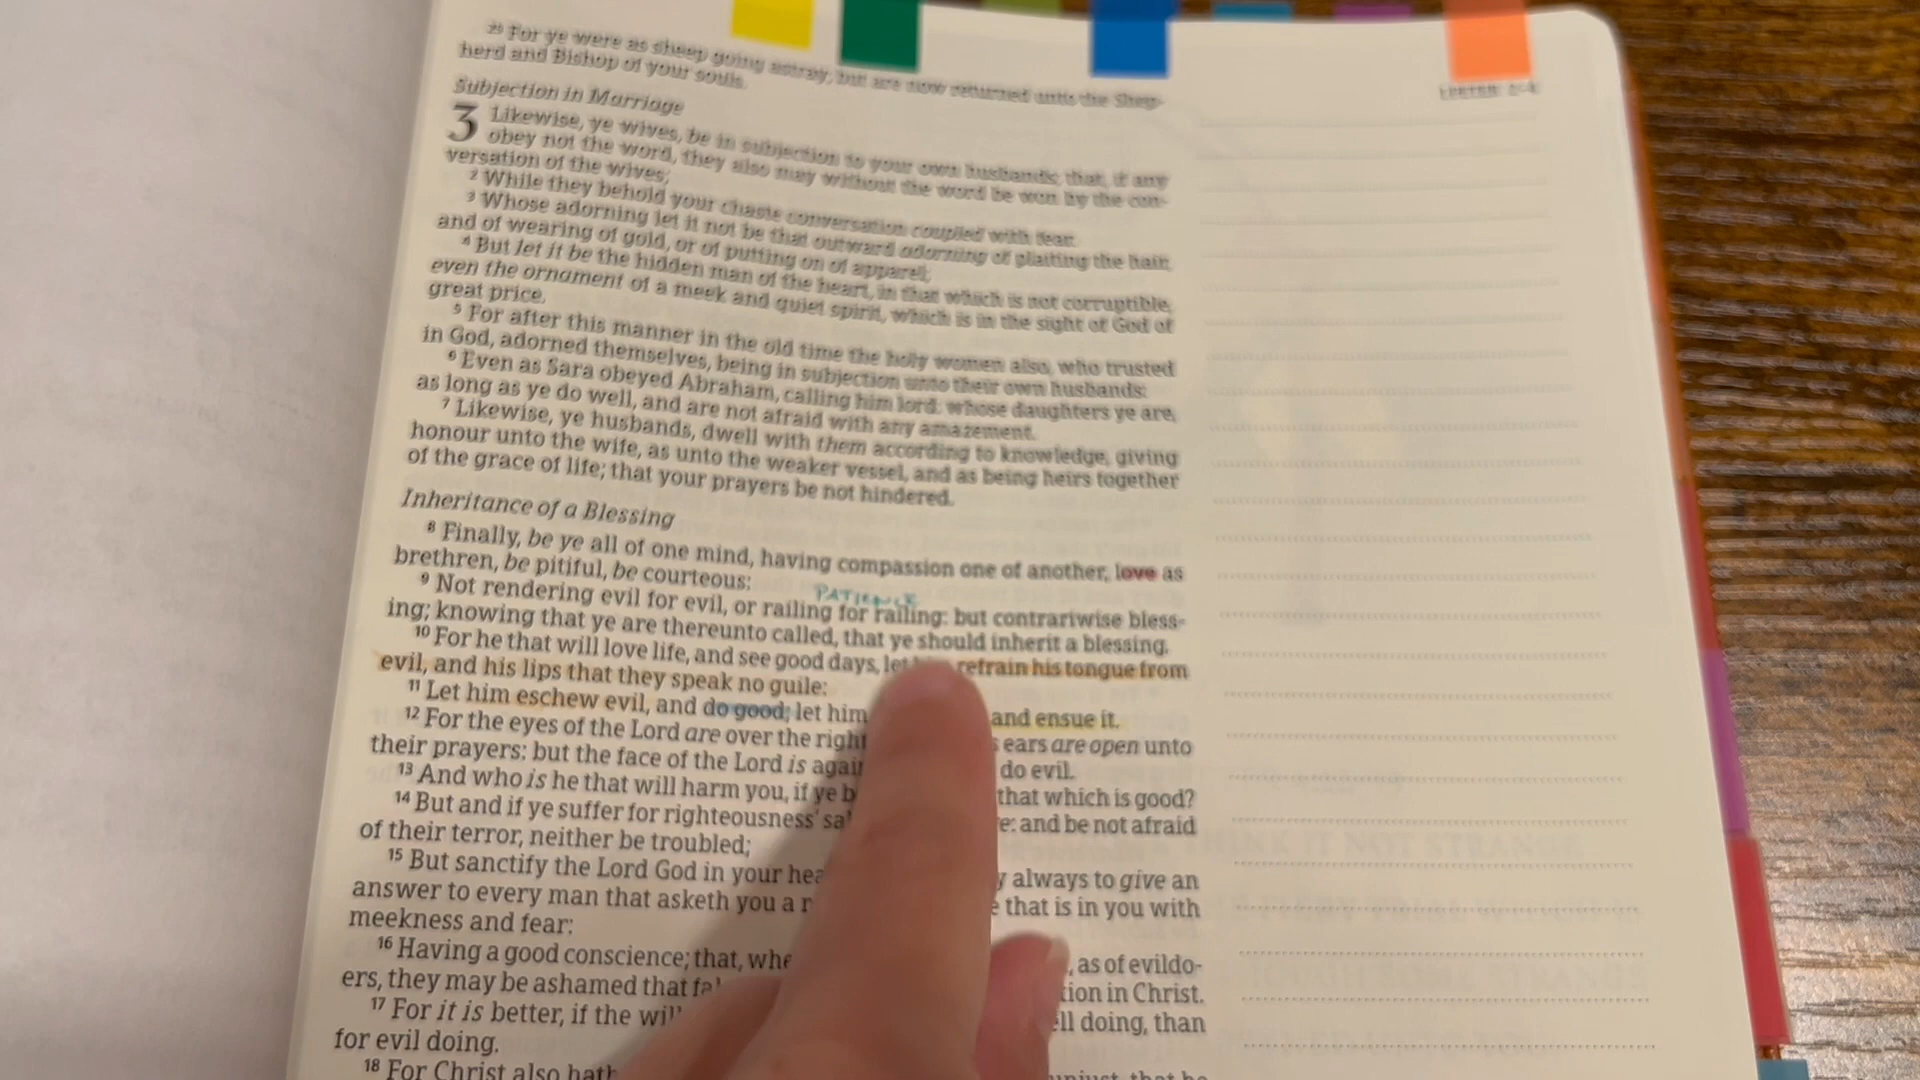 25 For ye were as sheep going astray; but are now returned unto the Shep-
herd and Bishop of your souls.
1 PETER 2–4
Subjection in Marriage
3 Likewise, ye wives, be in subjection to your own husbands; that, if any
obey not the word, they also may without the word be won by the con-
versation of the wives;
2 While they behold your chaste conversation coupled with fear.
3 Whose adorning let it not be that outward adorning of plaiting the hair,
and of wearing of gold, or of putting on of apparel;
4 But let it be the hidden man of the heart, in that which is not corruptible,
even the ornament of a meek and quiet spirit, which is in the sight of God of
great price.
5 For after this manner in the old time the holy women also, who trusted
in God, adorned themselves, being in subjection unto their own husbands:
6 Even as Sara obeyed Abraham, calling him lord: whose daughters ye are,
as long as ye do well, and are not afraid with any amazement.
7 Likewise, ye husbands, dwell with them according to knowledge, giving
honour unto the wife, as unto the weaker vessel, and as being heirs together
of the grace of life; that your prayers be not hindered.
Inheritance of a Blessing
8 Finally, be ye all of one mind, having compassion one of another, love as
brethren, be pitiful, be courteous:
PATIENCE
9 Not rendering evil for evil, or railing for railing: but contrariwise bless-
ing; knowing that ye are thereunto called, that ye should inherit a blessing.
10 For he that will love life, and see good days, let refrain his tongue from
evil, and his lips that they speak no guile:
11 Let him eschew evil, and do good; let him and ensue it.
12 For the eyes of the Lord are over the right s ears are open unto
their prayers: but the face of the Lord is again do evil.
13 And who is he that will harm you, if ye b that which is good?
14 But and if ye suffer for righteousness' sa e: and be not afraid
of their terror, neither be troubled;
15 But sanctify the Lord God in your hea y always to give an
answer to every man that asketh you a r e that is in you with
meekness and fear:
16 Having a good conscience; that, whe , as of evildo-
ers, they may be ashamed that fal tion in Christ.
17 For it is better, if the will ell doing, than
for evil doing.
18 For Christ also hath unjust, that he